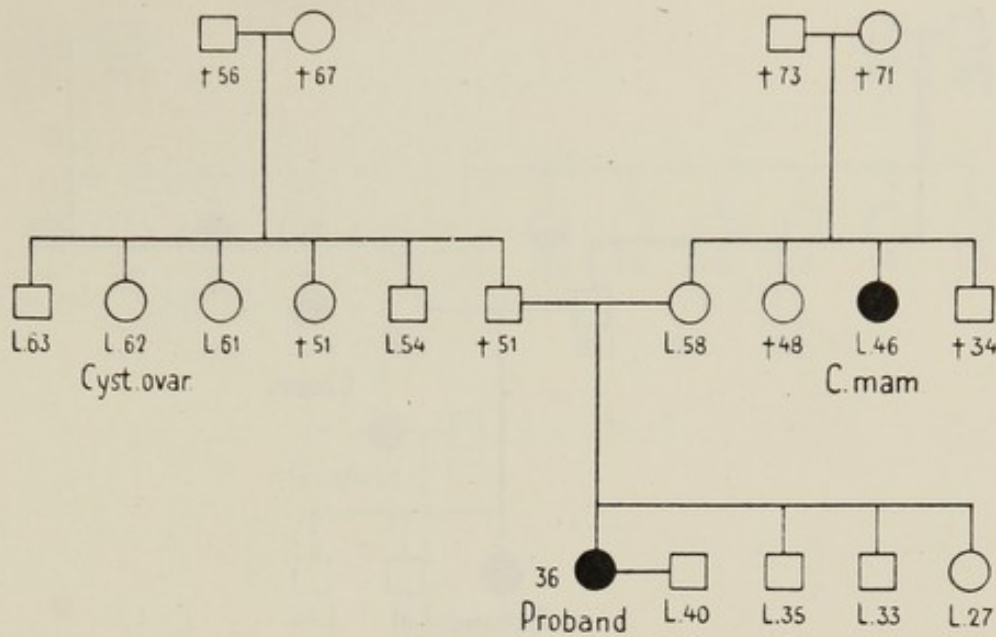 † 56 † 67 † 73 † 71
L.63 L.62 L.61 † 51 L.54 † 51 L.58 † 48 L.46 † 34
Cyst.ovar. C.mam
36
Proband L.40 L.35 L.33 L.27